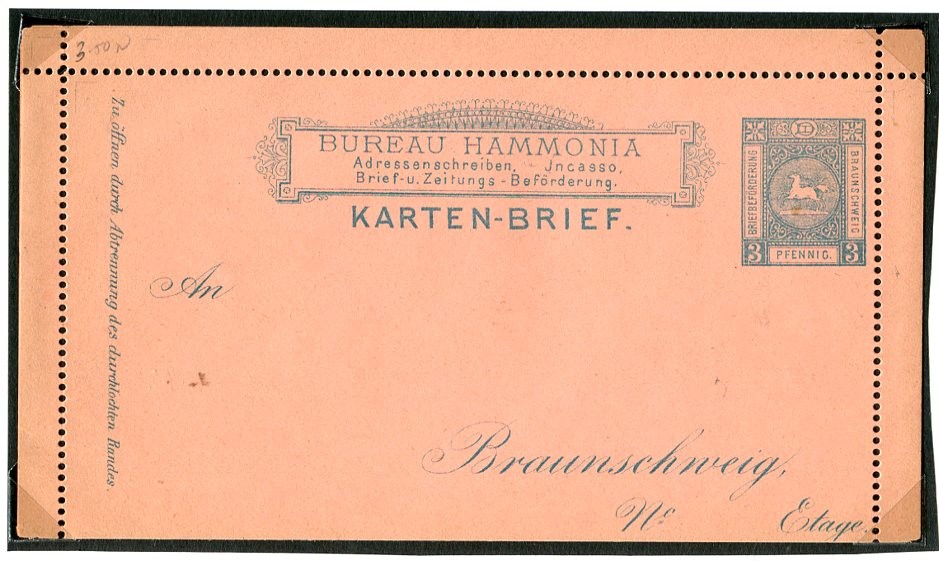 3.50 N
BUREAU HAMMONIA
Adressenschreiben, Jncasso,
Brief-u. Zeitungs-Beförderung.
KARTEN-BRIEF.
H
BRIEFBEFÖRDERUNG
BRAUNSCHWEIG
3 PFENNIG. 3
Zu öffnen durch Abtrennung des durchlochten Randes.
An
Braunschweig,
No Etage